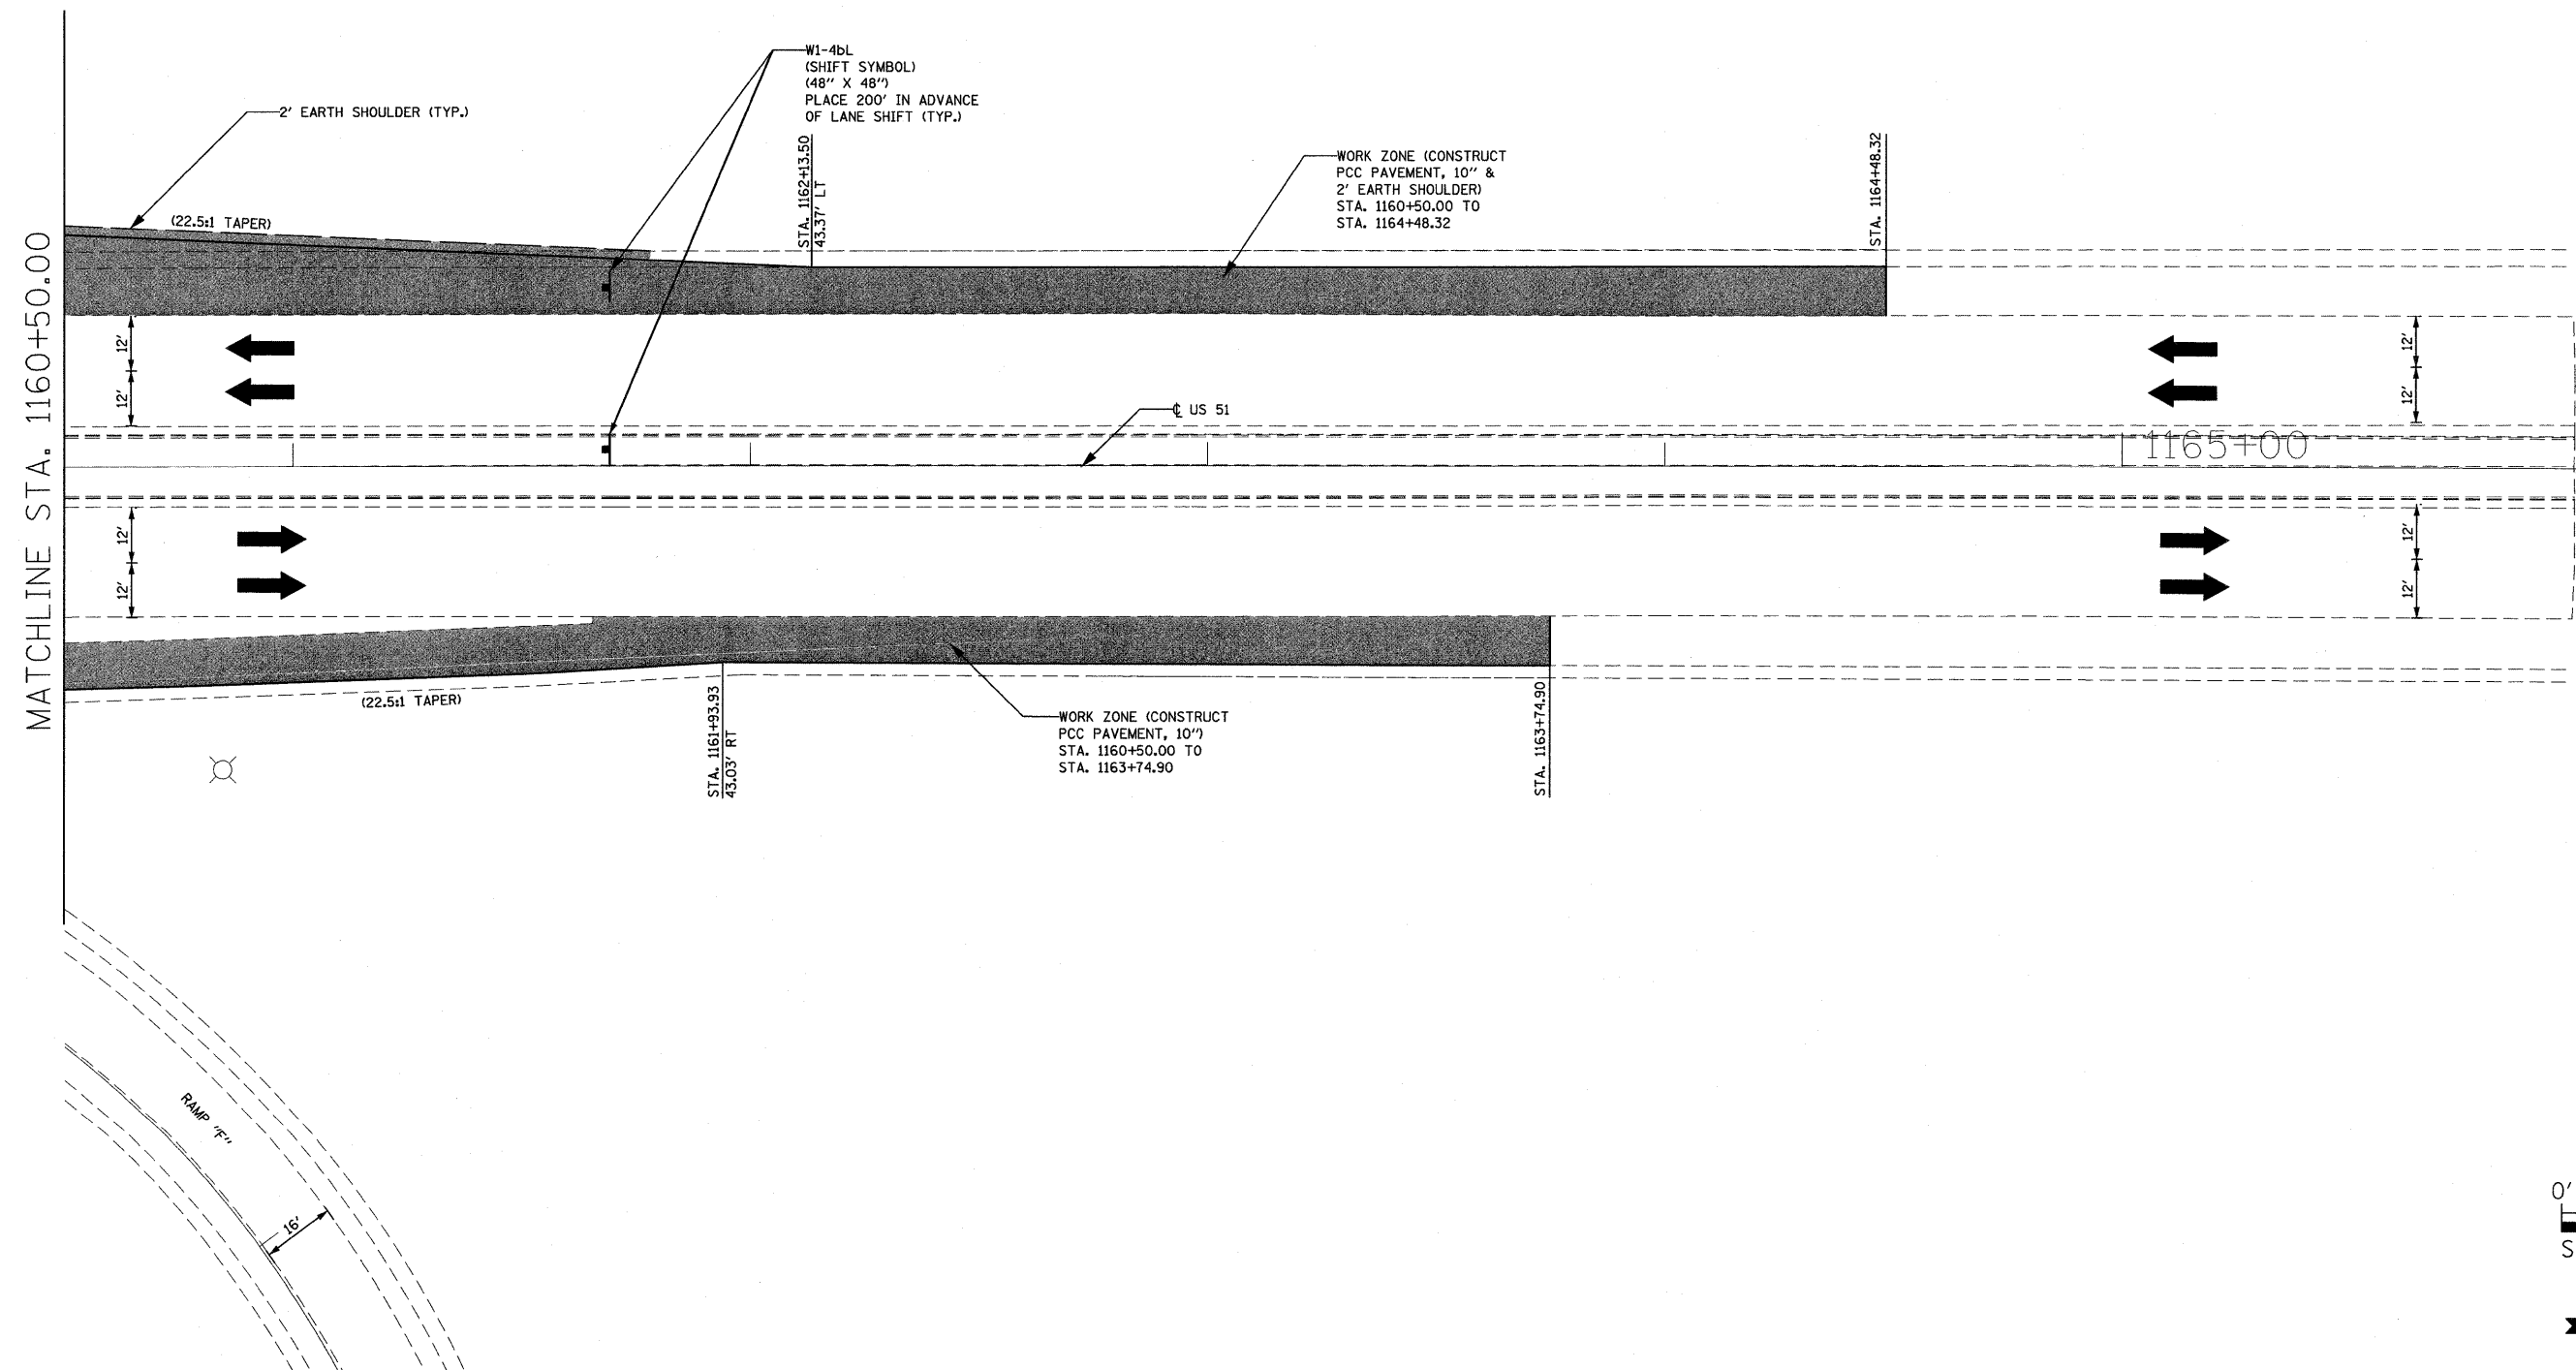 W1-4bL
(SHIFT SYMBOL)
(48" X 48")
PLACE 200' IN ADVANCE
OF LANE SHIFT (TYP.)
2' EARTH SHOULDER (TYP.)
(22.5:1 TAPER)
STA. 1162+13.50
43.37' LT
WORK ZONE (CONSTRUCT
PCC PAVEMENT, 10" &
2' EARTH SHOULDER)
STA. 1160+50.00 TO
STA. 1164+48.32
STA. 1164+48.32
MATCHLINE STA. 1160+50.00
12'
12'
12'
12'
℄ US 51
1165+00
12'
12'
12'
12'
(22.5:1 TAPER)
STA. 1161+93.93
43.03' RT
WORK ZONE (CONSTRUCT
PCC PAVEMENT, 10")
STA. 1160+50.00 TO
STA. 1163+74.90
STA. 1163+74.90
RAMP "F"
16'
0'
S